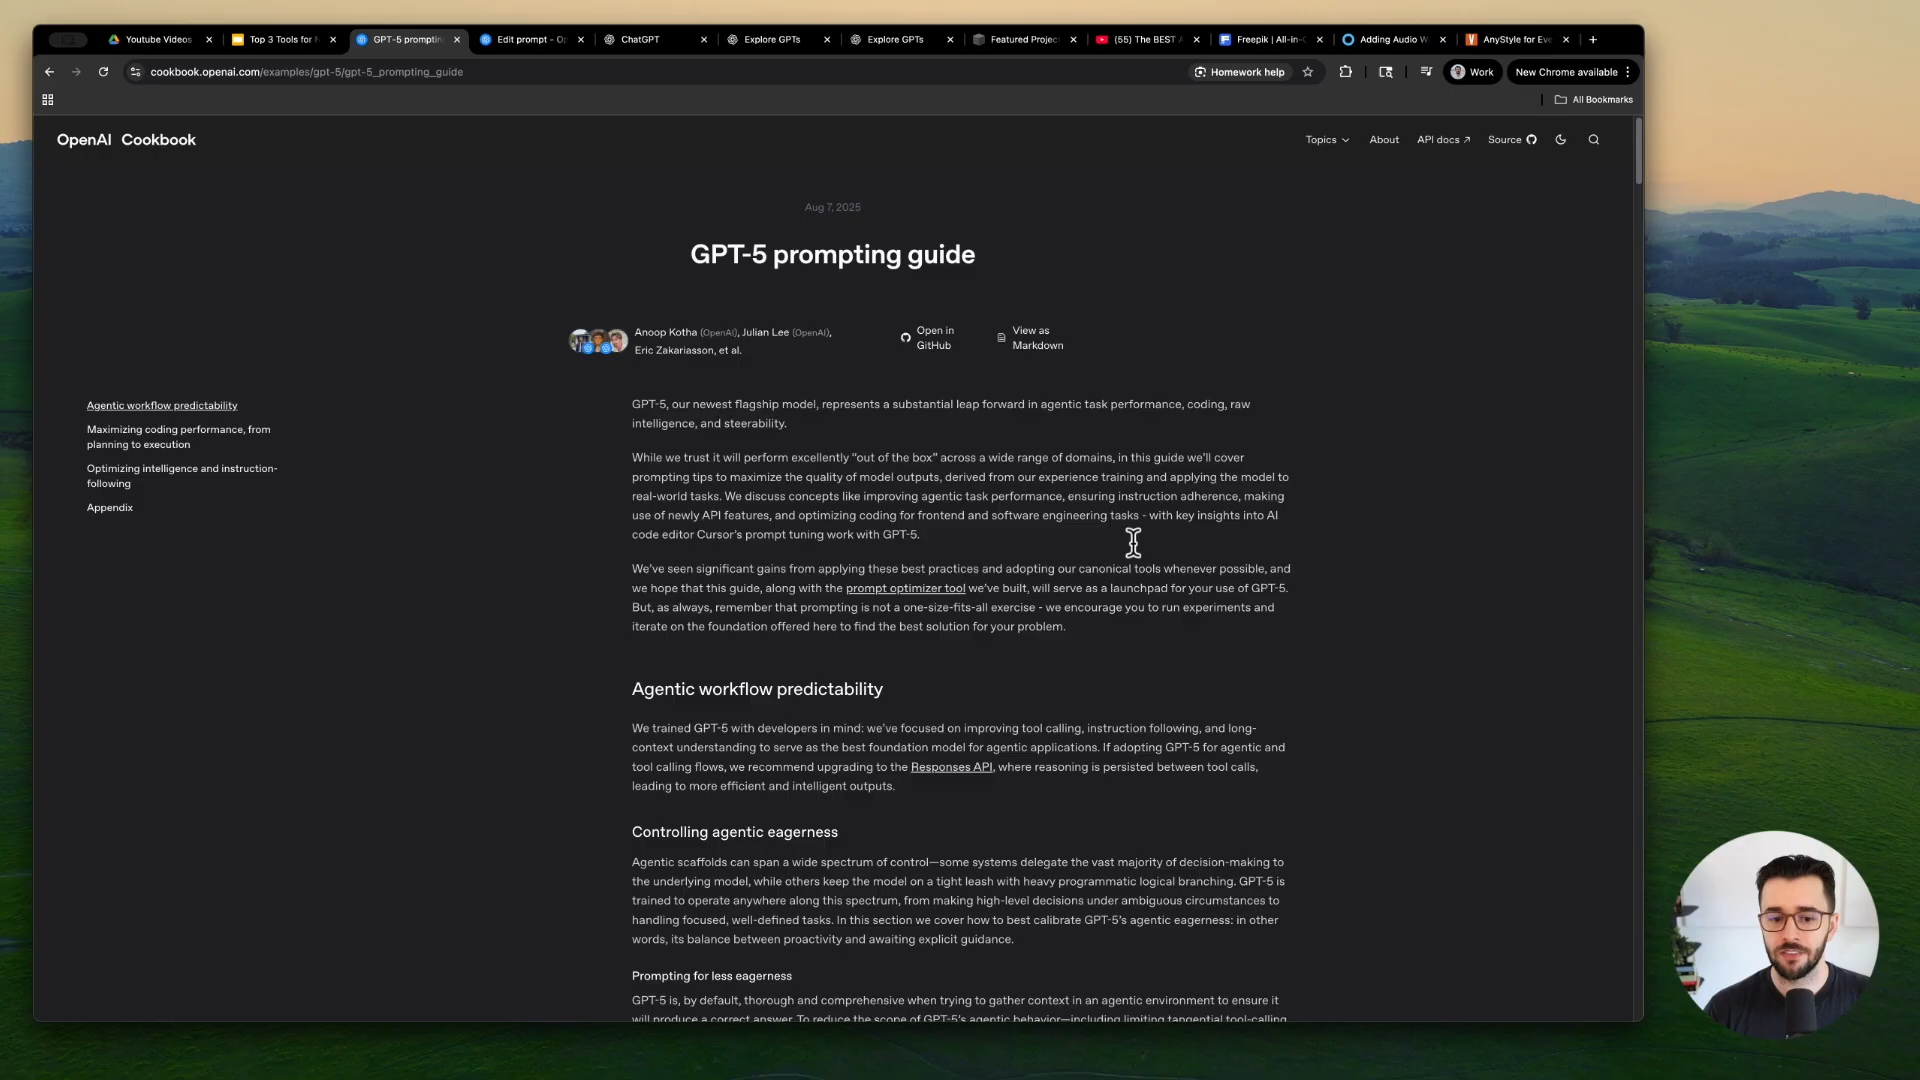 Youtube Videos
Top 3 Tools for
GPT-5 promptin
Edit prompt - Op
ChatGPT
Explore GPTs
Explore GPTs
Featured Projec
(55) The BEST
Freepik | All-in-
Adding Audio W
AnyStyle for Eve
cookbook.openai.com/examples/gpt-5/gpt-5_prompting_guide
Homework help
Work
New Chrome available
All Bookmarks
OpenAI Cookbook
Topics
About
API docs ↗
Source
Aug 7, 2025
GPT-5 prompting guide
Anoop Kotha (OpenAI), Julian Lee (OpenAI),
Eric Zakariasson, et al.
Open in
GitHub
View as
Markdown
Agentic workflow predictability
Maximizing coding performance, from
planning to execution
Optimizing intelligence and instruction-
following
Appendix
GPT-5, our newest flagship model, represents a substantial leap forward in agentic task performance, coding, raw
intelligence, and steerability.
While we trust it will perform excellently “out of the box” across a wide range of domains, in this guide we’ll cover
prompting tips to maximize the quality of model outputs, derived from our experience training and applying the model to
real-world tasks. We discuss concepts like improving agentic task performance, ensuring instruction adherence, making
use of newly API features, and optimizing coding for frontend and software engineering tasks - with key insights into AI
code editor Cursor’s prompt tuning work with GPT-5.
We’ve seen significant gains from applying these best practices and adopting our canonical tools whenever possible, and
we hope that this guide, along with the prompt optimizer tool we’ve built, will serve as a launchpad for your use of GPT-5.
But, as always, remember that prompting is not a one-size-fits-all exercise - we encourage you to run experiments and
iterate on the foundation offered here to find the best solution for your problem.
Agentic workflow predictability
We trained GPT-5 with developers in mind: we’ve focused on improving tool calling, instruction following, and long-
context understanding to serve as the best foundation model for agentic applications. If adopting GPT-5 for agentic and
tool calling flows, we recommend upgrading to the Responses API, where reasoning is persisted between tool calls,
leading to more efficient and intelligent outputs.
Controlling agentic eagerness
Agentic scaffolds can span a wide spectrum of control—some systems delegate the vast majority of decision-making to
the underlying model, while others keep the model on a tight leash with heavy programmatic logical branching. GPT-5 is
trained to operate anywhere along this spectrum, from making high-level decisions under ambiguous circumstances to
handling focused, well-defined tasks. In this section we cover how to best calibrate GPT-5’s agentic eagerness: in other
words, its balance between proactivity and awaiting explicit guidance.
Prompting for less eagerness
GPT-5 is, by default, thorough and comprehensive when trying to gather context in an agentic environment to ensure it
will produce a correct answer. To reduce the scope of GPT-5’s agentic behavior—including limiting tangential tool-calling